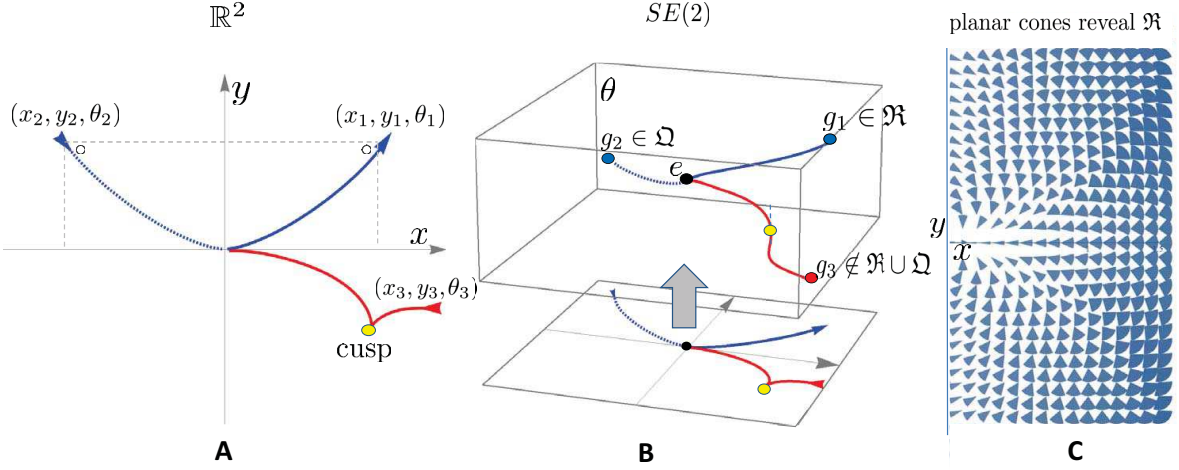 ℝ²
SE(2)
planar cones reveal ℜ
y
θ
(x₂, y₂, θ₂)
(x₁, y₁, θ₁)
g₁ ∈ ℜ
g₂ ∈ 𝔔
e
x
y
x
g₃ ∉ ℜ ∪ 𝔔
(x₃, y₃, θ₃)
cusp
A
B
C